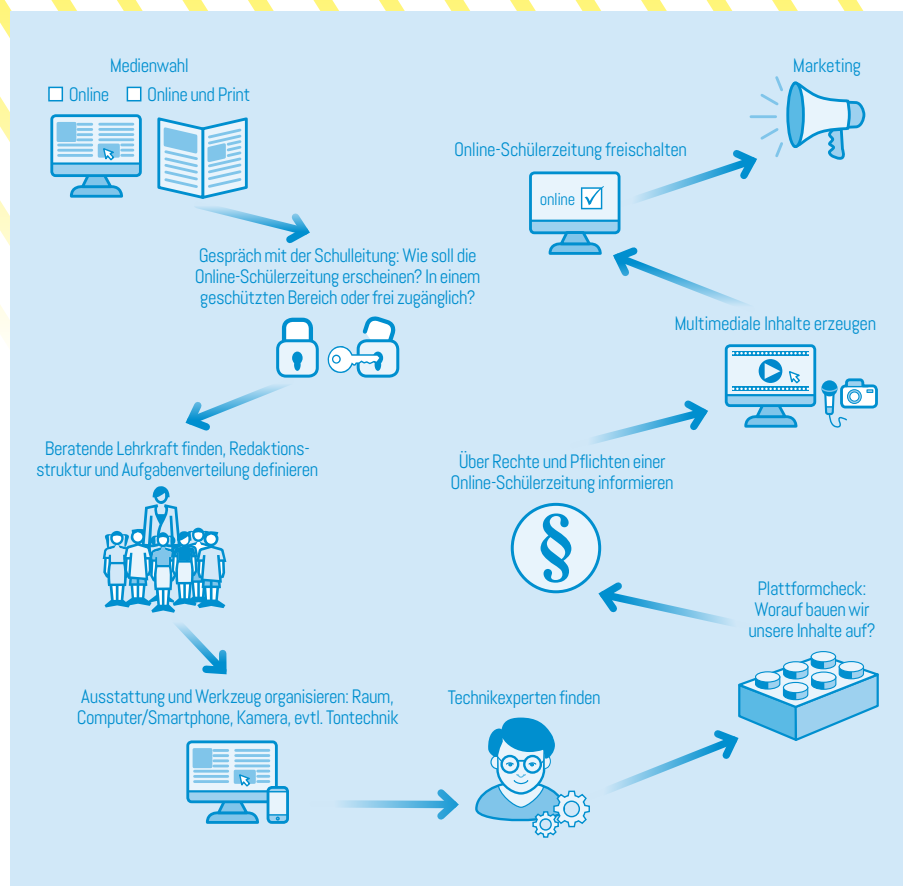 Medienwahl
Online Online und Print
Gespräch mit der Schulleitung: Wie soll die
Online-Schülerzeitung erscheinen? In einem
geschützten Bereich oder frei zugänglich?
Beratende Lehrkraft finden, Redaktions-
struktur und Aufgabenverteilung definieren
Ausstattung und Werkzeug organisieren: Raum,
Computer/Smartphone, Kamera, evtl. Tontechnik
Technikexperten finden
Plattformcheck:
Worauf bauen wir
unsere Inhalte auf?
Über Rechte und Pflichten einer
Online-Schülerzeitung informieren
§
Multimediale Inhalte erzeugen
Online-Schülerzeitung freischalten
online
Marketing